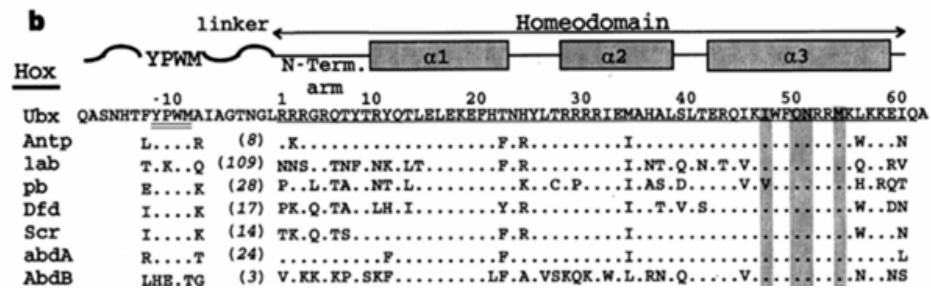 b
linker
Homeodomain
YPWM
N-Term. arm
α1
α2
α3
Hox
-10 1 10 20 30 40 50 60
Ubx QASNHTFYPWMAIAGTNGLRRRGRQTYTRYQTLELEKEFHTNHYLTRRRRIEMAHALSLTERQIKIWFQNRRMKLKKEIQA
Antp L....R (8) .K...................F.R.........I.....................W...N
lab T.K..Q (109) NNS..TNF.NK.LT.......F.R.........I.HT.Q.N.T.V..........Q..RV
pb E....K (28) P..L.TA..NT.L..........K..C.P....I.AS.D.....V.V........H.RQT
Dfd I....K (17) PK.Q.TA..LH.I........Y.R.........I..T.V.S..............W..DN
Scr I....K (14) TK.Q.TS..............F.R.........I.....................W...N
abdA R....T (24) ...........F.........F...........I.........................L
AbdB LHE.TG (3) V.KK.KP.SKF.........LF.A.VSKQK.W.L.RN.Q.....V..........N..NS